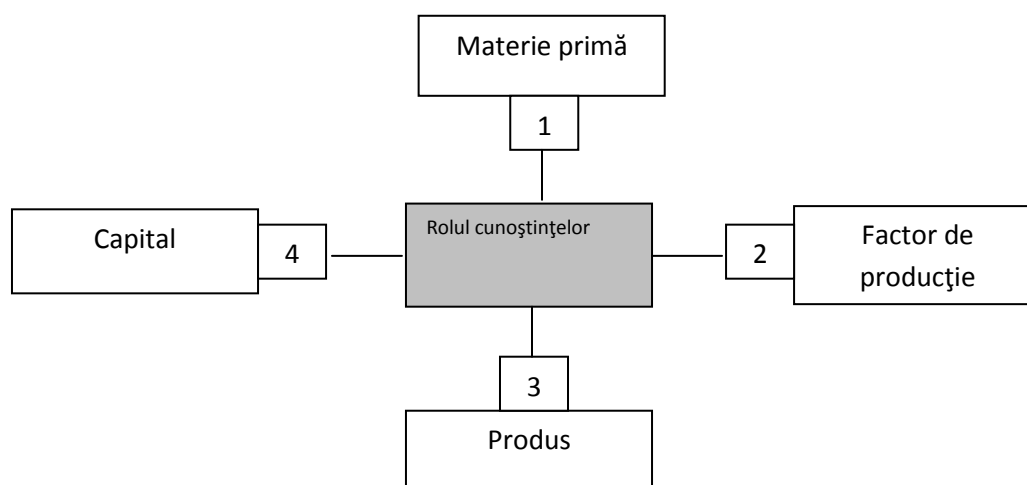 Materie primă
1
Capital
4
Rolul cunoştinţelor
2
Factor de
producţie
3
Produs